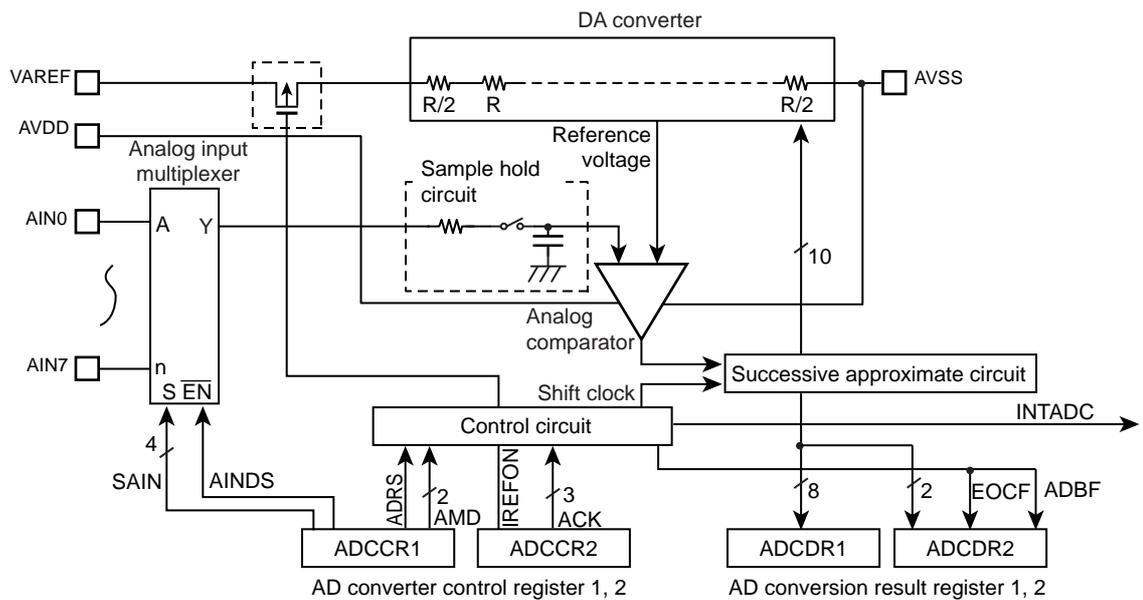 DA converter
VAREF
R/2
R
R/2
AVSS
AVDD
Analog input
multiplexer
Reference
voltage
Sample hold
circuit
AIN0
A
Y
10
Analog
comparator
AIN7
n
S
EN
Successive approximate circuit
Shift clock
INTADC
Control circuit
4
SAIN
AINDS
ADRS
2
AMD
IREFON
3
ACK
8
2
EOCF
ADBF
ADCCR1
ADCCR2
ADCDR1
ADCDR2
AD converter control register 1, 2
AD conversion result register 1, 2